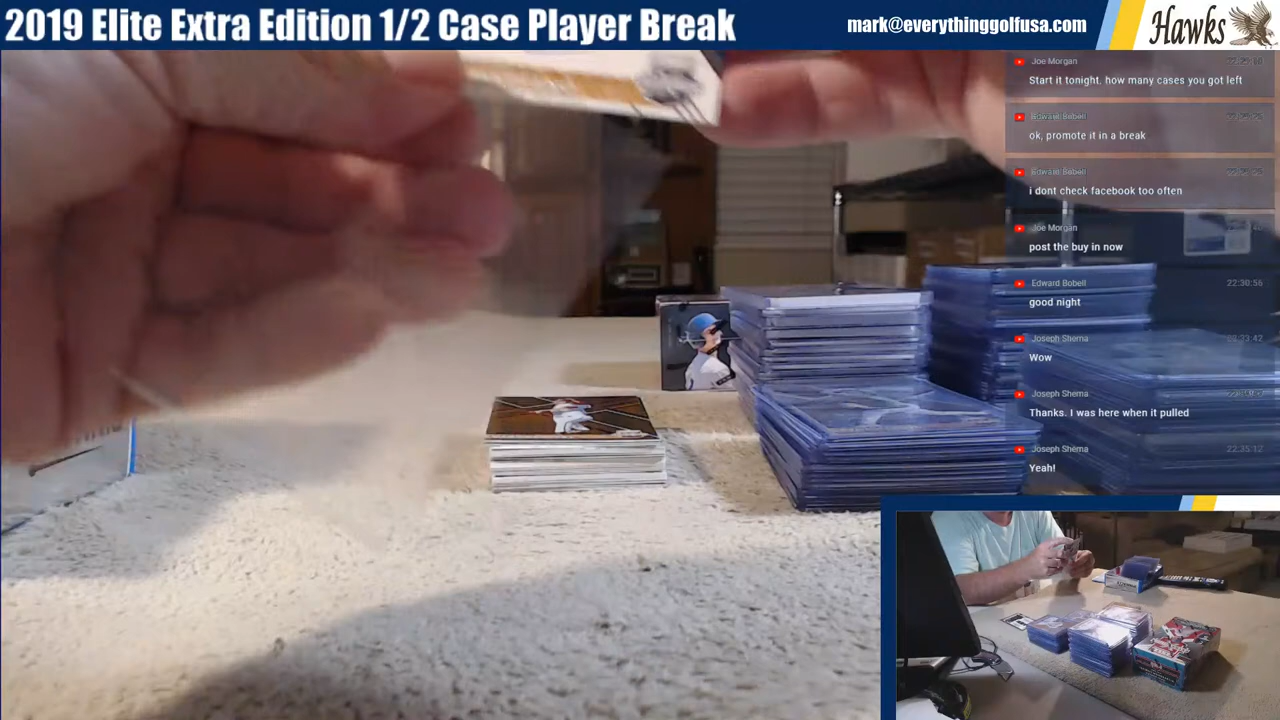 2019 Elite Extra Edition 1/2 Case Player Break
mark@everythinggolfusa.com
Hawks
Joe Morgan
Start it tonight. how many cases you got left
Edward Bobell
ok, promote it in a break
Edward Bobell
i dont check facebook too often
Joe Morgan
post the buy in now
Edward Bobell 22:30:56
good night
Joseph Shema
Wow
Joseph Shema
Thanks. I was here when it pulled
Joseph Shema 22:35:12
Yeah!